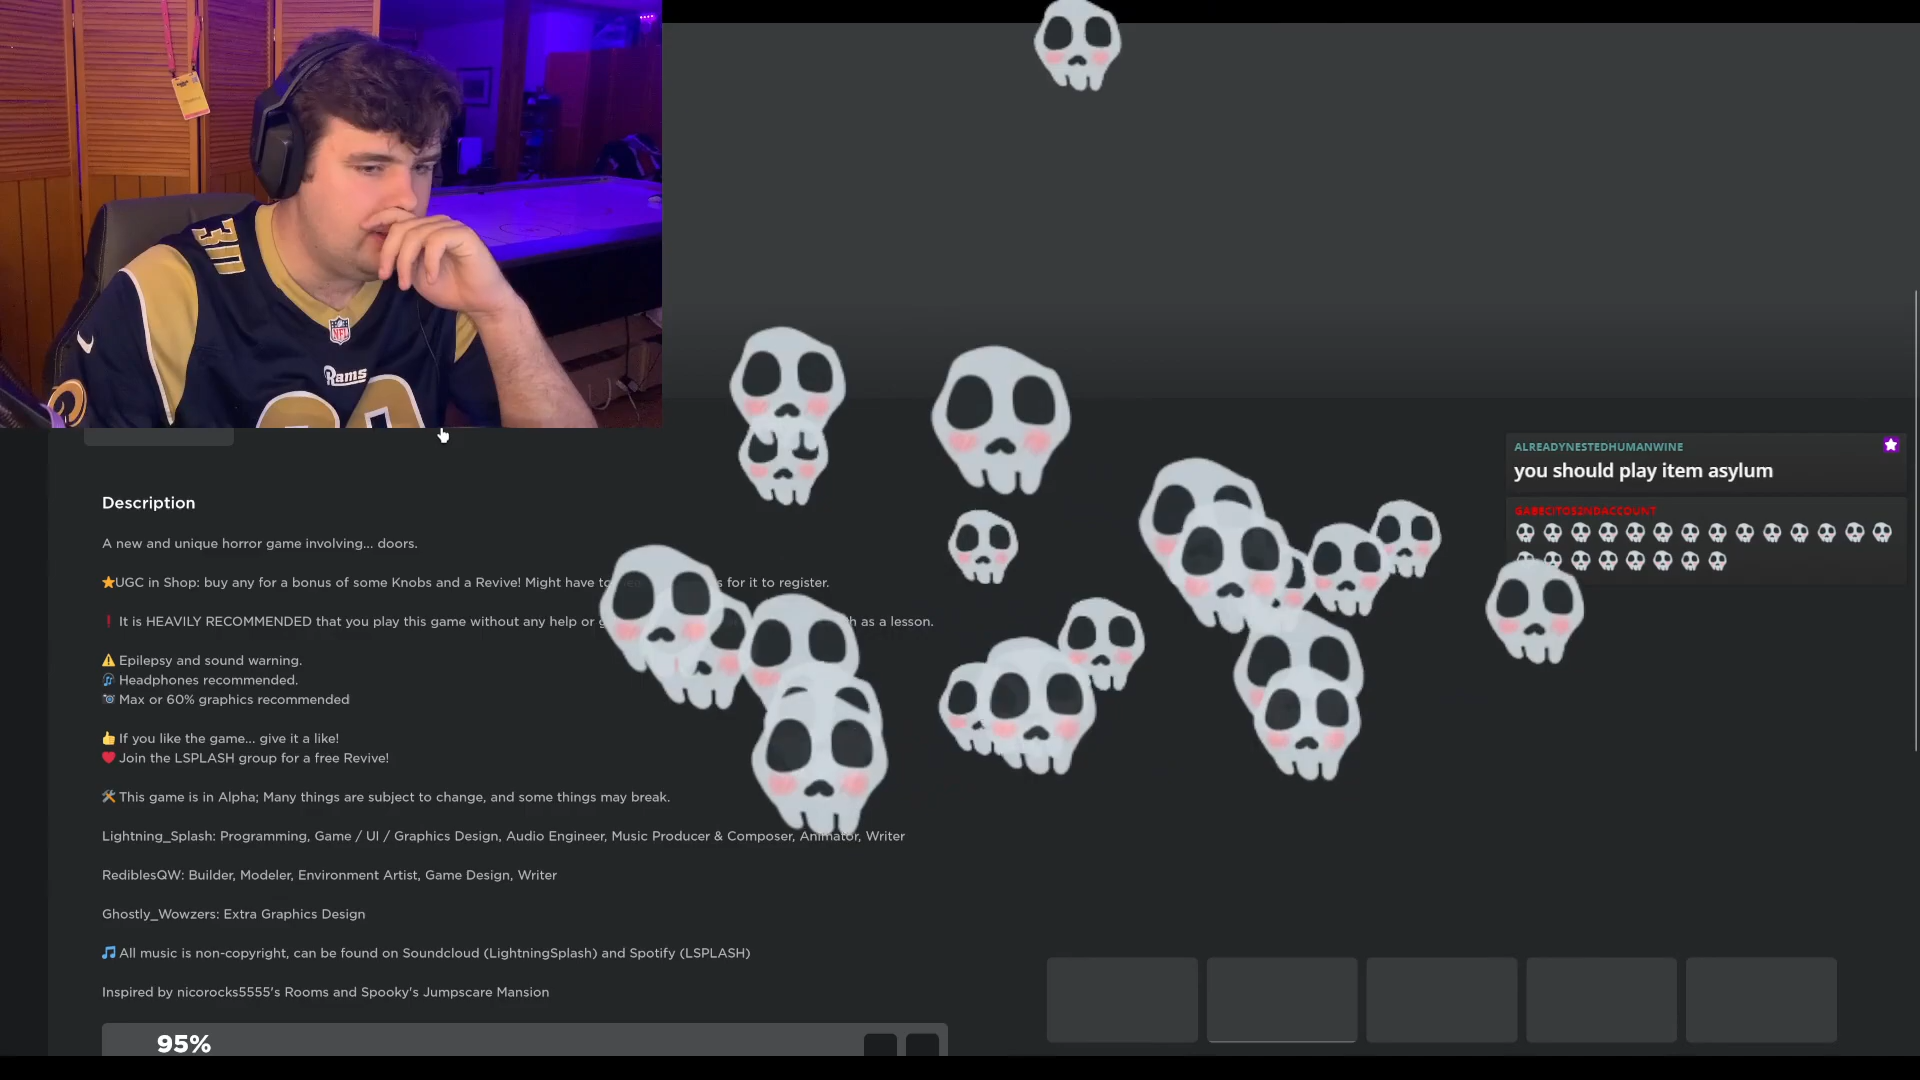 30
NFL
Rams
ALREADYNESTEDHUMANWINE
you should play item asylum
GABECITOS2NDACCOUNT
Description
A new and unique horror game involving... doors.
⭐UGC in Shop: buy any for a bonus of some Knobs and a Revive! Might have to for it to register.
❗ It is HEAVILY RECOMMENDED that you play this game without any help or as a lesson.
⚠️ Epilepsy and sound warning.
🎧 Headphones recommended.
📷 Max or 60% graphics recommended
👍 If you like the game... give it a like!
❤️ Join the LSPLASH group for a free Revive!
🛠️ This game is in Alpha; Many things are subject to change, and some things may break.
Lightning_Splash: Programming, Game / UI / Graphics Design, Audio Engineer, Music Producer & Composer, Animator, Writer
RediblesQW: Builder, Modeler, Environment Artist, Game Design, Writer
Ghostly_Wowzers: Extra Graphics Design
🎵 All music is non-copyright, can be found on Soundcloud (LightningSplash) and Spotify (LSPLASH)
Inspired by nicorocks5555's Rooms and Spooky's Jumpscare Mansion
95%